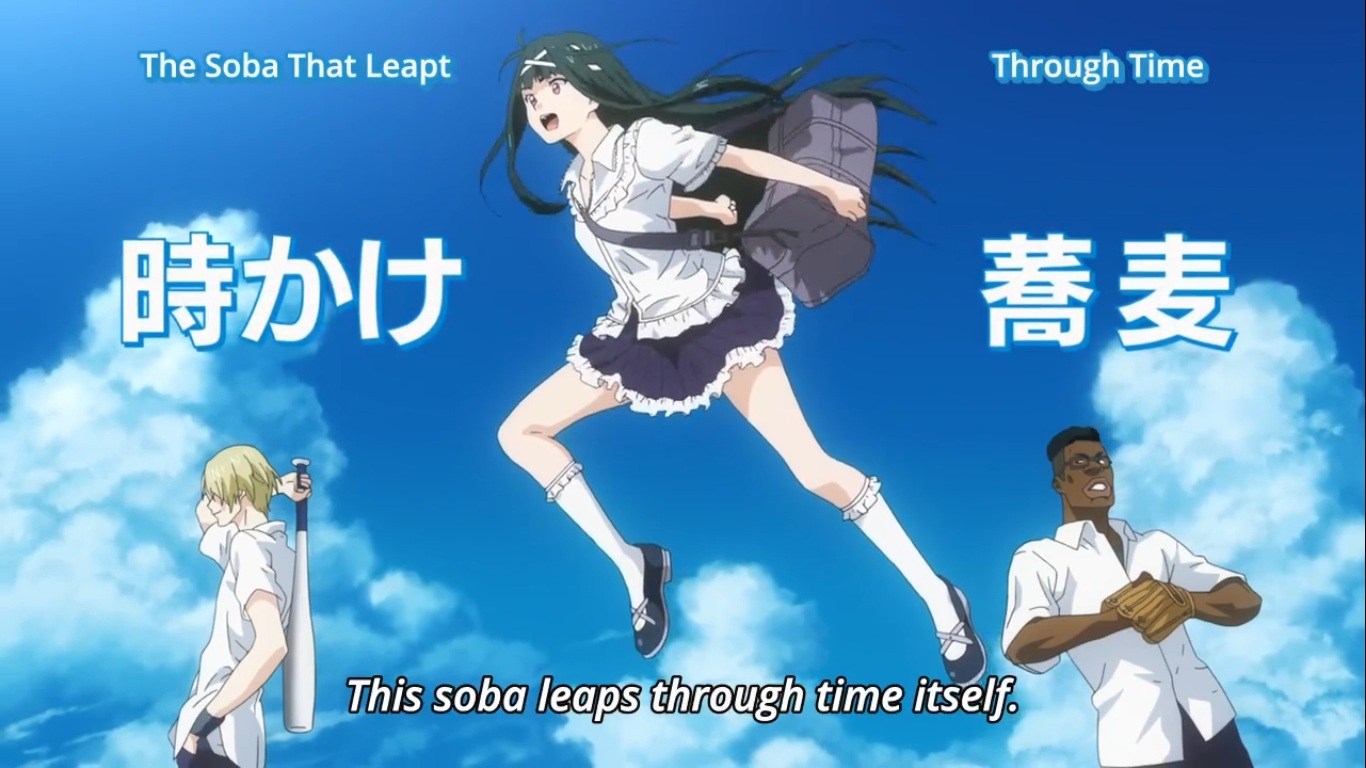 The Soba That Leapt Through Time
時かけ 蕎麦
This soba leaps through time itself.